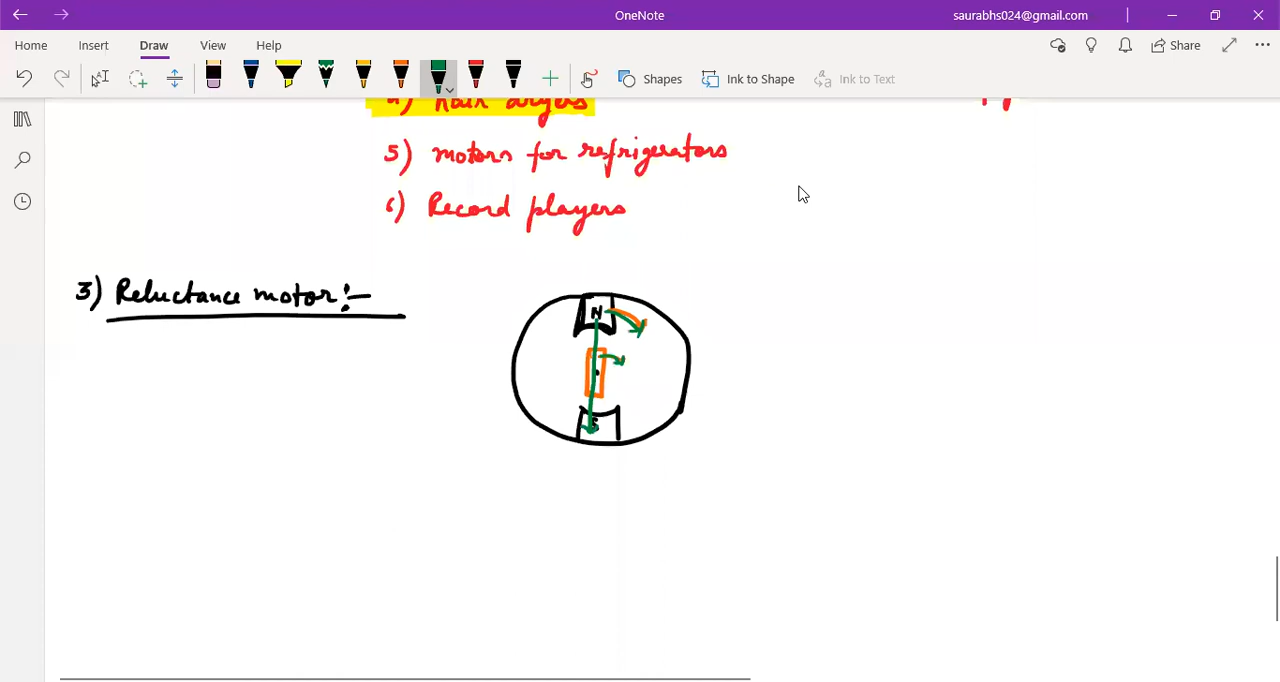 OneNote
saurabhs024@gmail.com
Home Insert Draw View Help
Share
Shapes
Ink to Shape
Ink to Text
5) motors for refrigerators
6) Record players
3) Reluctance motor :-
N
S